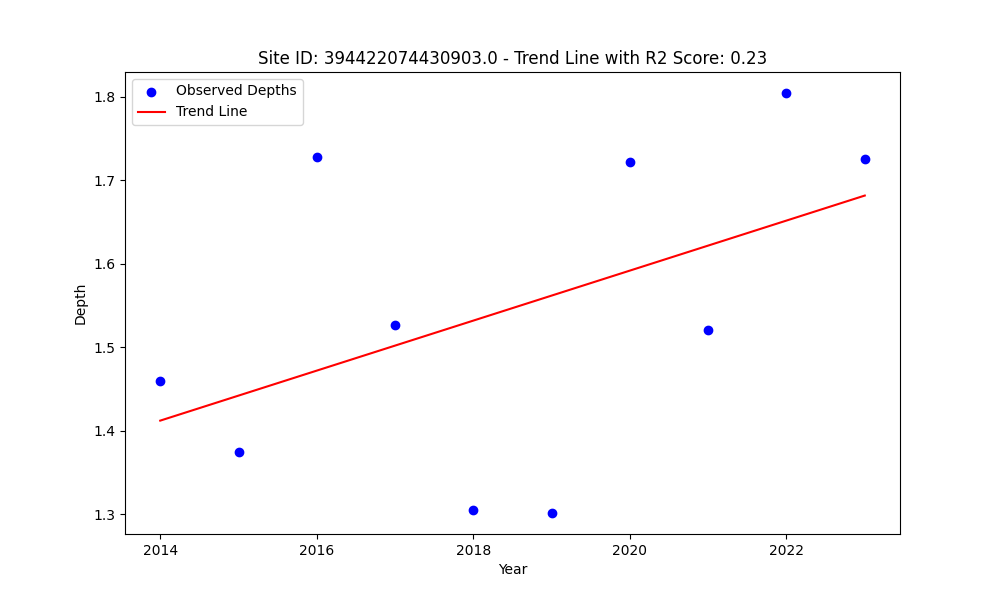 Site ID: 394422074430903.0 - Trend Line with R2 Score: 0.23
Observed Depths
Trend Line
1.8
1.7
1.6
1.5
1.4
1.3
Depth
2014
2016
2018
2020
2022
Year